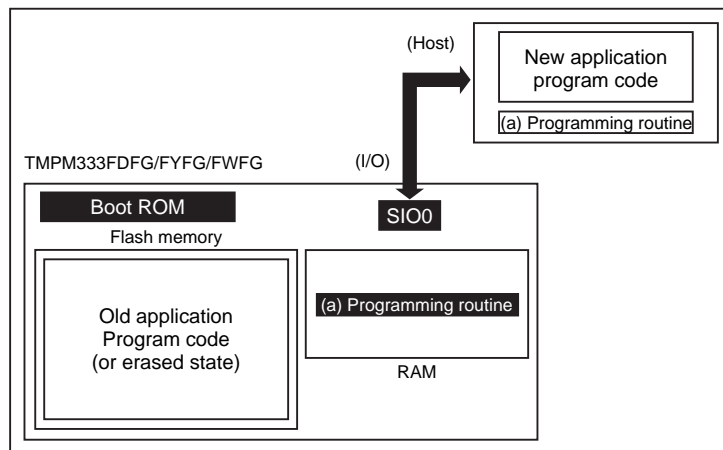 (Host)
New application
program code
(a) Programming routine
(I/O)
TMPM333FDFG/FYFG/FWFG
Boot ROM
SIO0
Flash memory
(a) Programming routine
Old application
Program code
(or erased state)
RAM